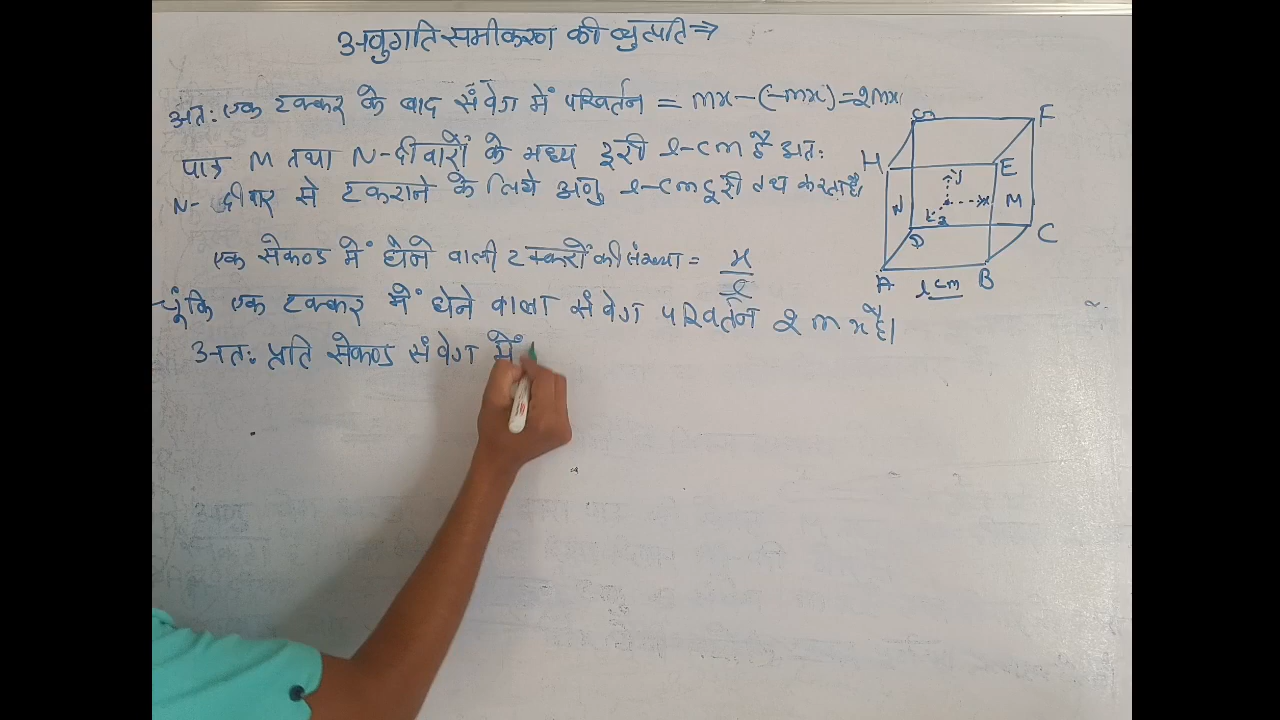 अनुगति समीकरण की व्युत्पति ⇒
अतः एक टक्कर के बाद संवेग में परिवर्तन = mx-(-mx)=2mx
पात्र M तथा N-दीवारों के मध्य दूरी l-cm है अतः
N- दीवार से टकराने के लिये अणु l-cm दूरी तय करता है।
एक सेकण्ड में होने वाली टक्करों की संख्या = x/l
चूंकि एक टक्कर में होने वाला संवेग परिवर्तन 2mx है।
अतः प्रति सेकण्ड संवेग में
G F
H E
y
N x M
z
D C
A B
l cm